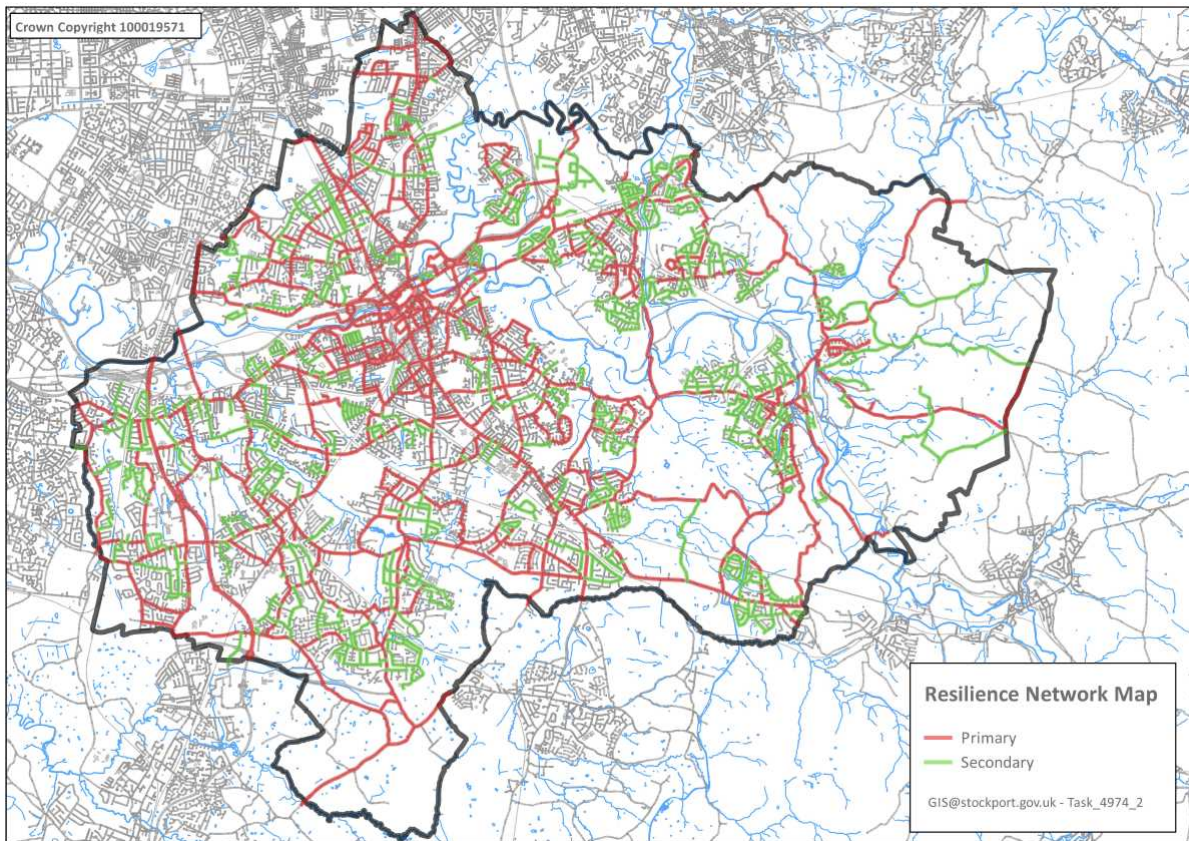 Crown Copyright 100019571
Resilience Network Map
Primary
Secondary
GIS@stockport.gov.uk - Task_4974_2